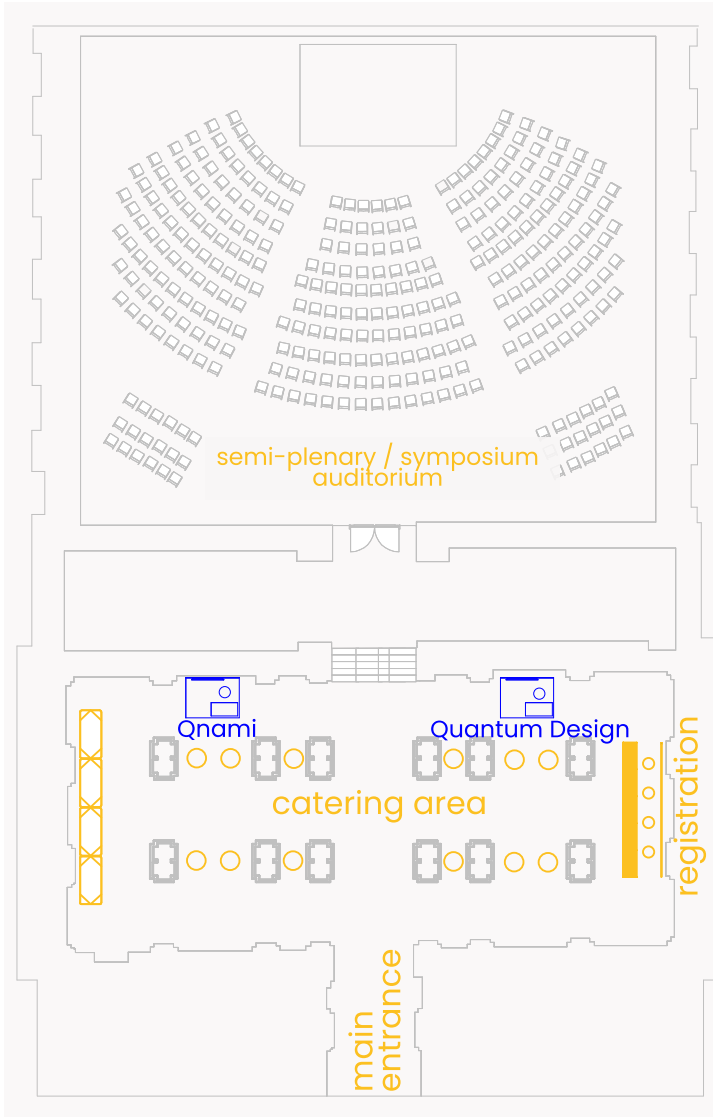 semi-plenary / symposium
auditorium
Qnami
Quantum Design
catering area
registration
main
entrance